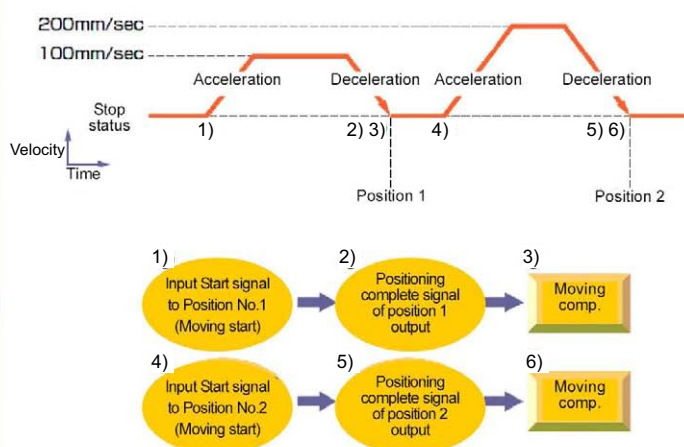 200mm/sec
100mm/sec
Acceleration
Deceleration
Acceleration
Deceleration
Stop
status
1)
2) 3)
4)
5) 6)
Velocity
Time
Position 1
Position 2
1)
Input Start signal
to Position No.1
(Moving start)
2)
Positioning
complete signal
of position 1
output
3)
Moving
comp.
4)
Input Start signal
to Position No.2
(Moving start)
5)
Positioning
complete signal
of position 2
output
6)
Moving
comp.